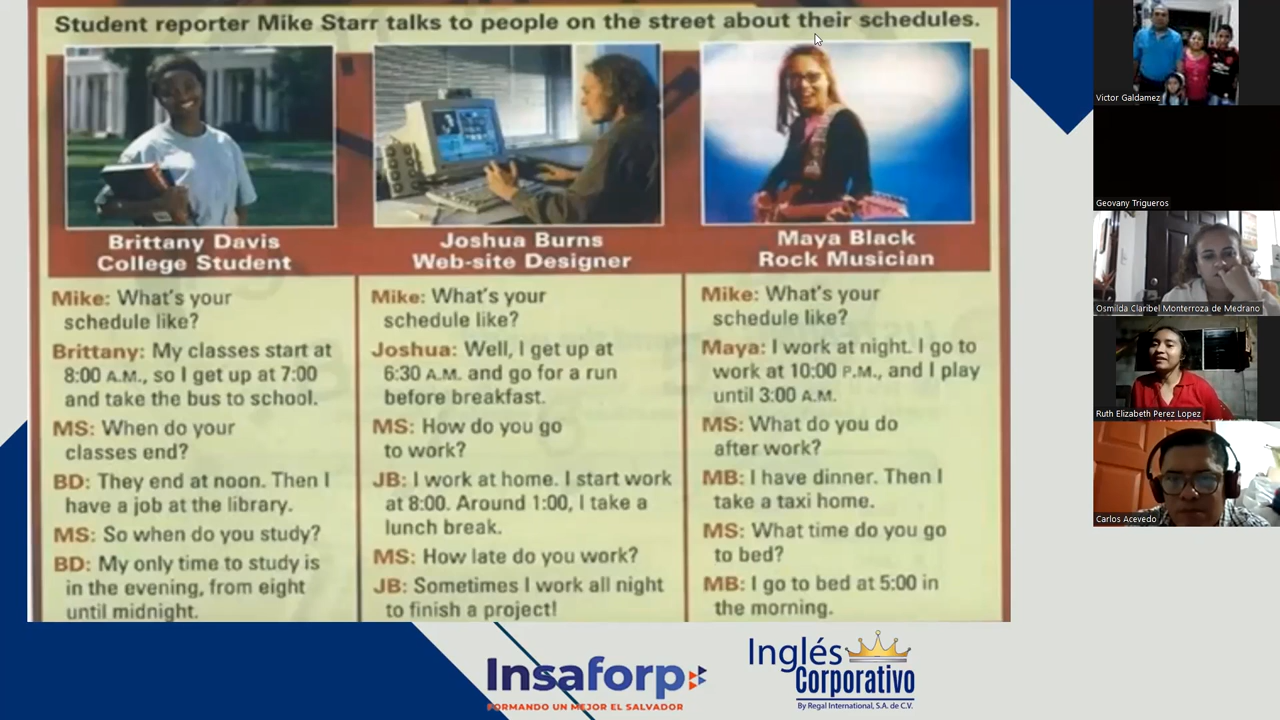 Student reporter Mike Starr talks to people on the street about their schedules.
Brittany Davis
College Student
Mike: What's your
schedule like?
Brittany: My classes start at
8:00 A.M., so I get up at 7:00
and take the bus to school.
MS: When do your
classes end?
BD: They end at noon. Then I
have a job at the library.
MS: So when do you study?
BD: My only time to study is
in the evening, from eight
until midnight.
Joshua Burns
Web-site Designer
Mike: What's your
schedule like?
Joshua: Well, I get up at
6:30 A.M. and go for a run
before breakfast.
MS: How do you go
to work?
JB: I work at home. I start work
at 8:00. Around 1:00, I take a
lunch break.
MS: How late do you work?
JB: Sometimes I work all night
to finish a project!
Maya Black
Rock Musician
Mike: What's your
schedule like?
Maya: I work at night. I go to
work at 10:00 P.M., and I play
until 3:00 A.M.
MS: What do you do
after work?
MB: I have dinner. Then I
take a taxi home.
MS: What time do you go
to bed?
MB: I go to bed at 5:00 in
the morning.
Insaforp
FORMANDO UN MEJOR EL SALVADOR
Inglés
Corporativo
By Regal International, S.A. de C.V.
Victor Galdamez
Geovany Trigueros
Osmilda Claribel Monterroza de Medrano
Ruth Elizabeth Perez Lopez
Carlos Acevedo